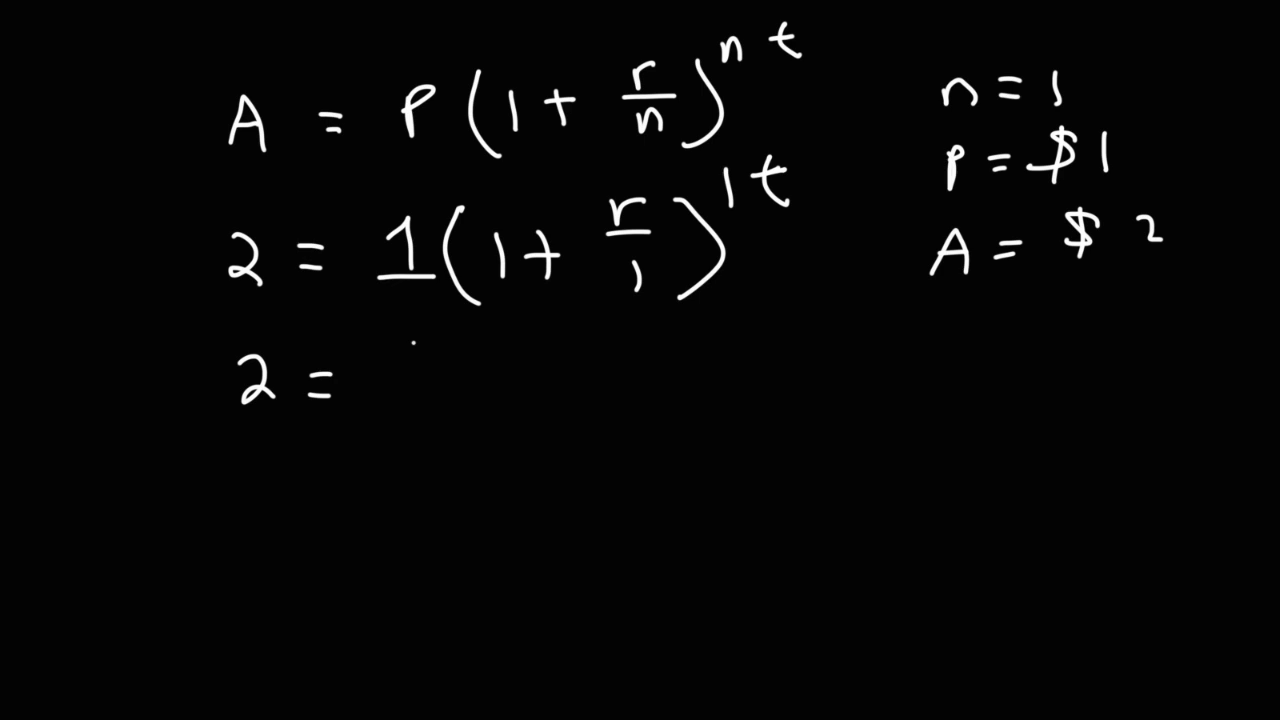 A = P(1 + r/n)^nt
2 = 1(1 + r/1)^1t
2 =
n = 1
P = $1
A = $2